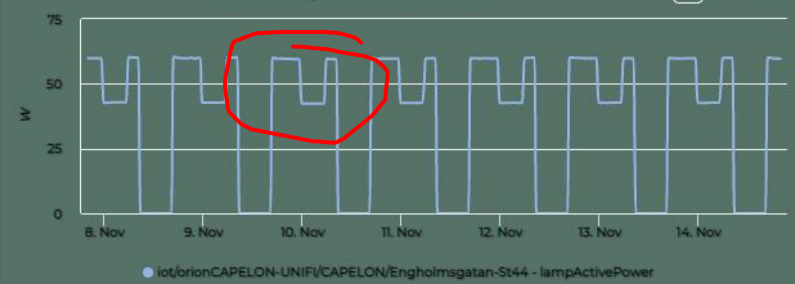 75
50
W
25
0
8. Nov 9. Nov 10. Nov 11. Nov 12. Nov 13. Nov 14. Nov
iot/orionCAPELON-UNIFI/CAPELON/Engholmsgatan-St44 - lampActivePower